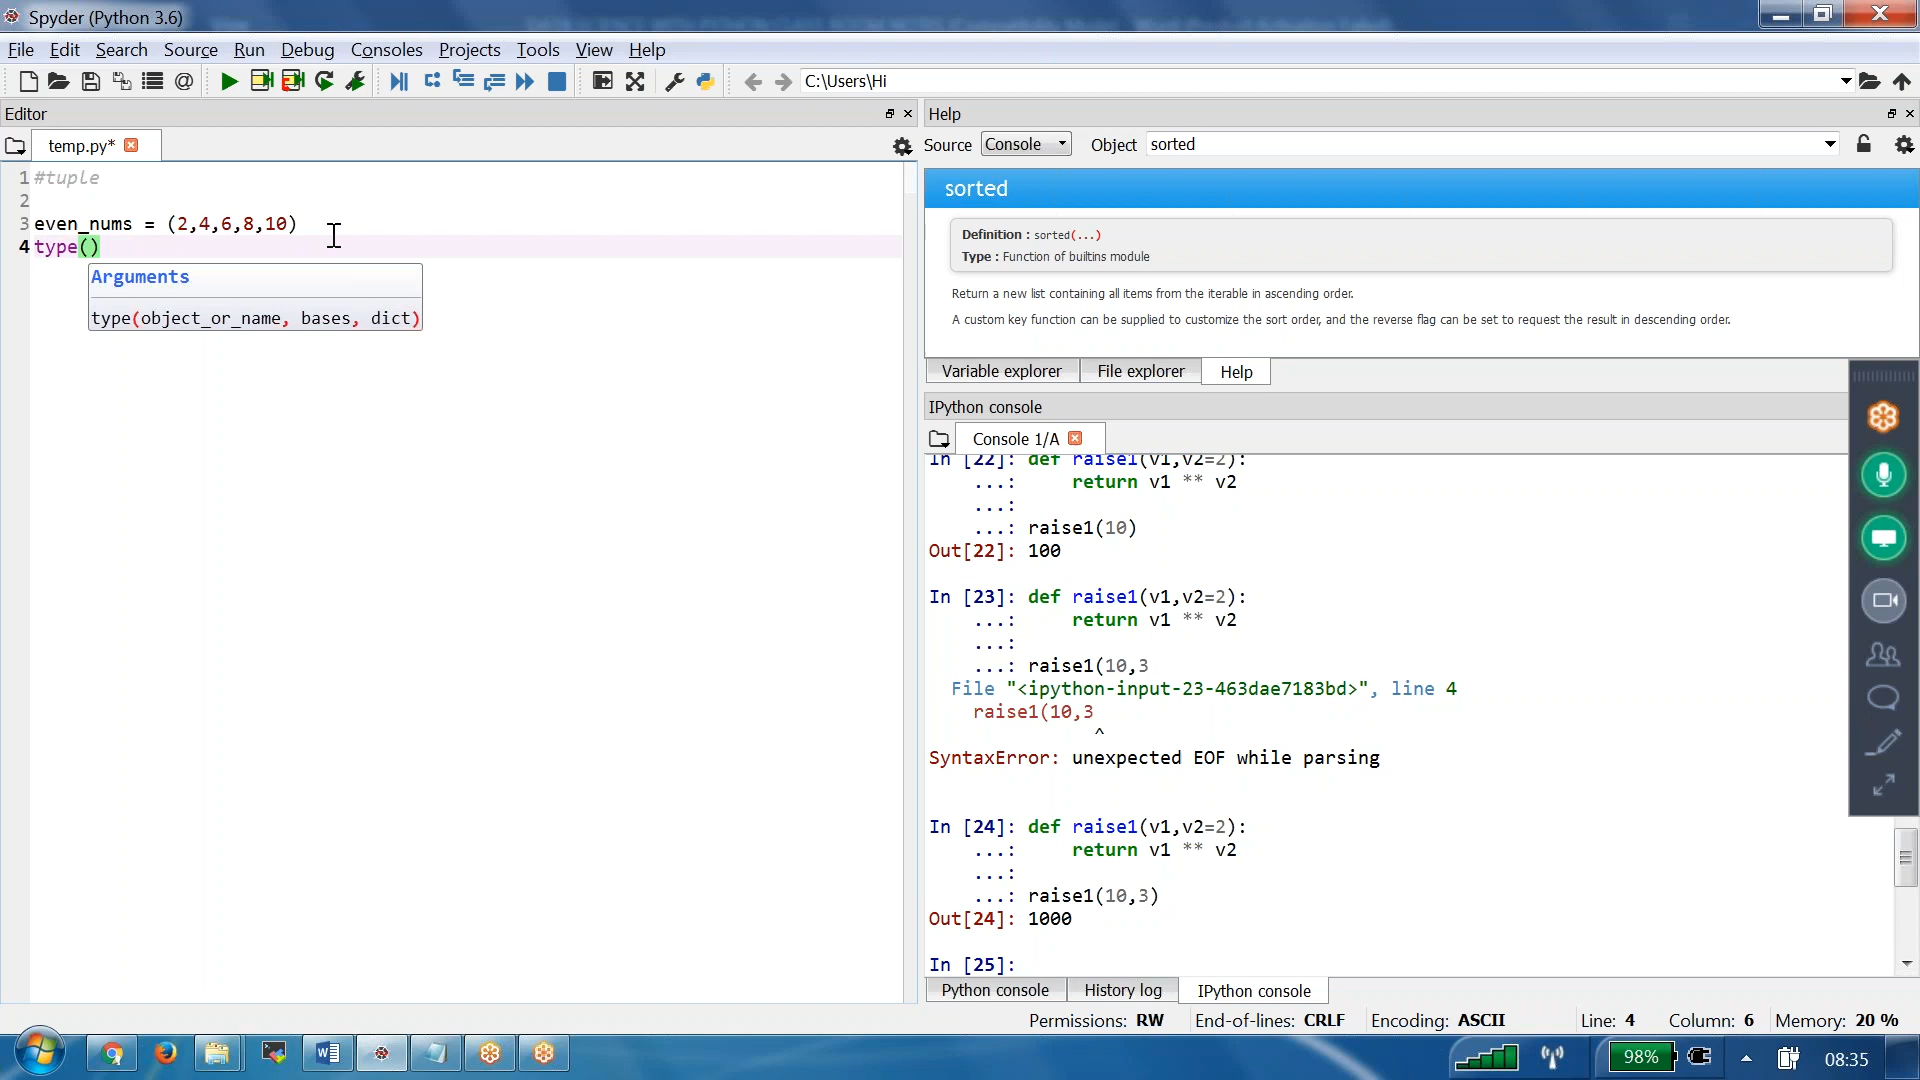 Spyder (Python 3.6)
File Edit Search Source Run Debug Consoles Projects Tools View Help
C:\Users\Hi
Editor
temp.py*
1 #tuple
2
3 even_nums = (2,4,6,8,10)
4 type()
Arguments
type(object_or_name, bases, dict)
Help
Source Console Object sorted
sorted
Definition : sorted(...)
Type : Function of builtins module
Return a new list containing all items from the iterable in ascending order.
A custom key function can be supplied to customize the sort order, and the reverse flag can be set to request the result in descending order.
Variable explorer File explorer Help
IPython console
Console 1/A
In [22]: def raise1(v1,v2=2):
...: return v1 ** v2
...:
...: raise1(10)
Out[22]: 100
In [23]: def raise1(v1,v2=2):
...: return v1 ** v2
...:
...: raise1(10,3
File "<ipython-input-23-463dae7183bd>", line 4
raise1(10,3
^
SyntaxError: unexpected EOF while parsing
In [24]: def raise1(v1,v2=2):
...: return v1 ** v2
...:
...: raise1(10,3)
Out[24]: 1000
In [25]:
Python console History log IPython console
Permissions: RW End-of-lines: CRLF Encoding: ASCII Line: 4 Column: 6 Memory: 20 %
98% 08:35